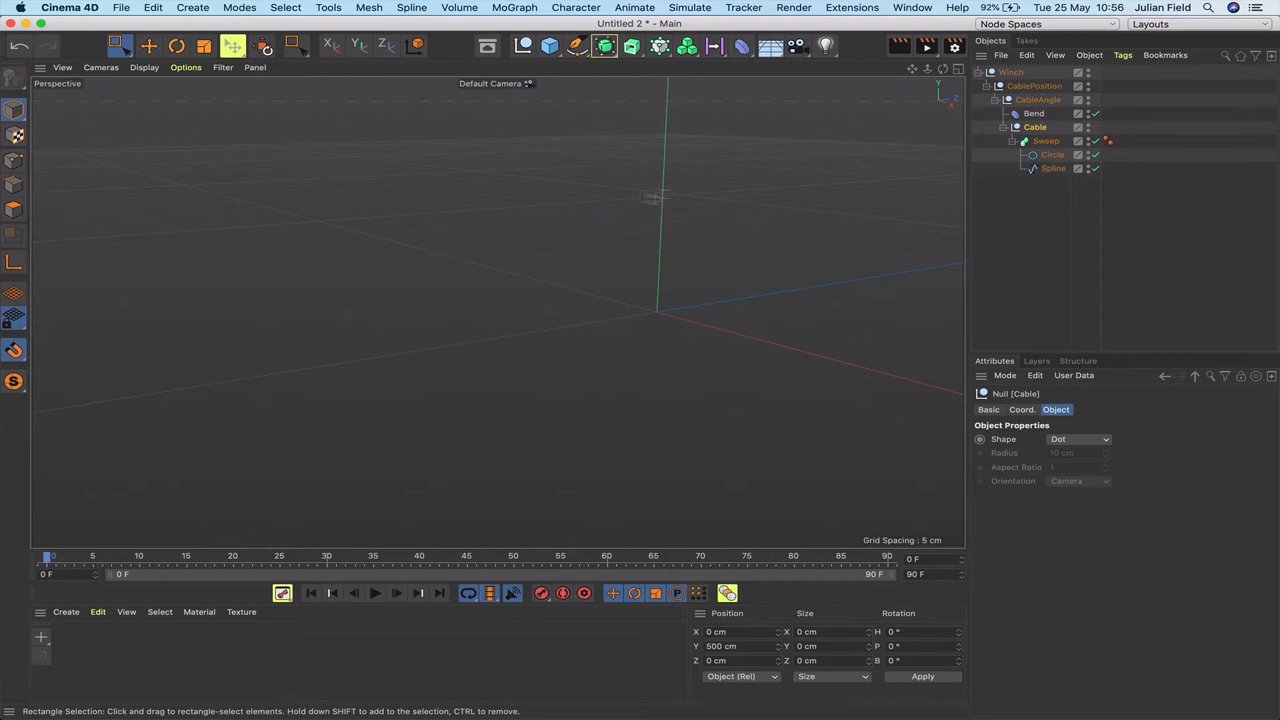 Cinema 4D File Edit Create Modes Select Tools Mesh Spline Volume MoGraph Character Animate Simulate Tracker Render Extensions Window Help 92% Tue 25 May 10:56 Julian Field
Untitled 2 * - Main
Node Spaces Layouts
Objects Takes
File Edit View Object Tags Bookmarks
View Cameras Display Options Filter Panel
Perspective
Default Camera
Winch
CablePosition
CableAngle
Bend
Cable
Sweep
Circle
Spline
Y
Z
X
Attributes Layers Structure
Mode Edit User Data
Null [Cable]
Basic Coord. Object
Object Properties
Shape Dot
Radius 10 cm
Aspect Ratio 1
Orientation Camera
Grid Spacing : 5 cm
0 5 10 15 20 25 30 35 40 45 50 55 60 65 70 75 80 85 90 0 F
0 F 0 F 90 F 90 F
Create Edit View Select Material Texture
Position Size Rotation
X 0 cm X 0 cm H 0 °
Y 500 cm Y 0 cm P 0 °
Z 0 cm Z 0 cm B 0 °
Object (Rel) Size Apply
Rectangle Selection: Click and drag to rectangle-select elements. Hold down SHIFT to add to the selection, CTRL to remove.